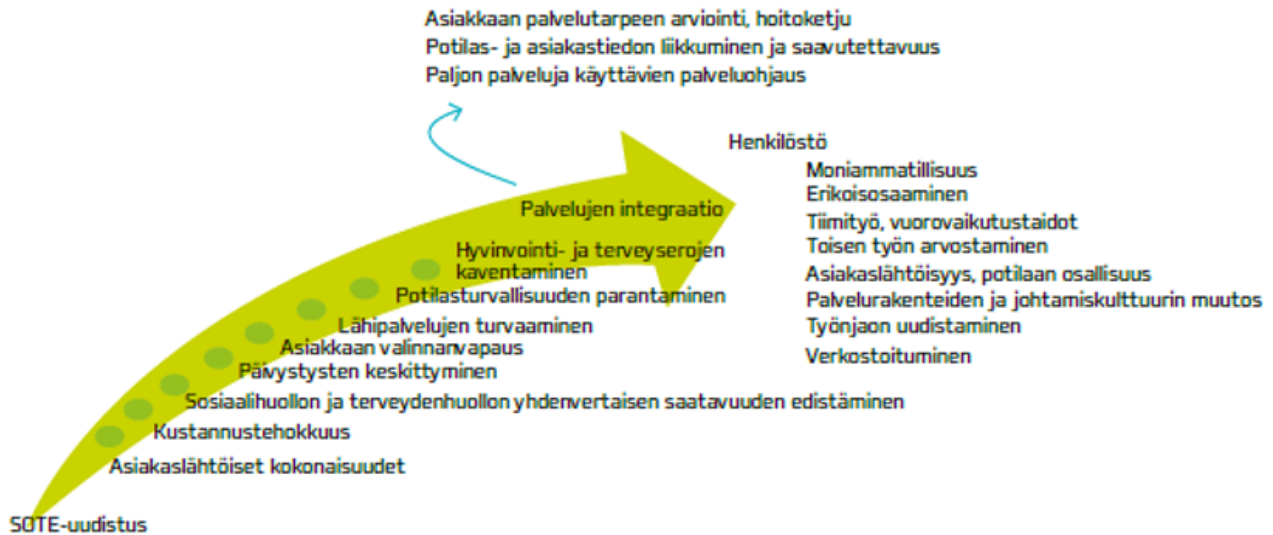 Asiakkaan palvelutarpeen arviointi, hoitoketju
Potilas- ja asiakastiedon liikkuminen ja saavutettavuus
Paljon palveluja käyttävien palveluohjaus
Henkilöstö
Moniammatillisuus
Erikoisosaaminen
Tiimityö, vuorovaikutustaidot
Toisen työn arvostaminen
Asiakaslähtöisyys, potilaan osallisuus
Palvelurakenteiden ja johtamiskulttuurin muutos
Työnjaon uudistaminen
Verkostoituminen
Palvelujen integraatio
Hyvinvointi- ja terveyserojen
kaventaminen
Potilasturvallisuuden parantaminen
Lähipalvelujen turvaaminen
Asiakkaan valinnanvapaus
Päivystysten keskittyminen
Sosiaalihuollon ja terveydenhuollon yhdenvertaisen saatavuuden edistäminen
Kustannustehokkuus
Asiakaslähtöiset kokonaisuudet
SOTE-uudistus